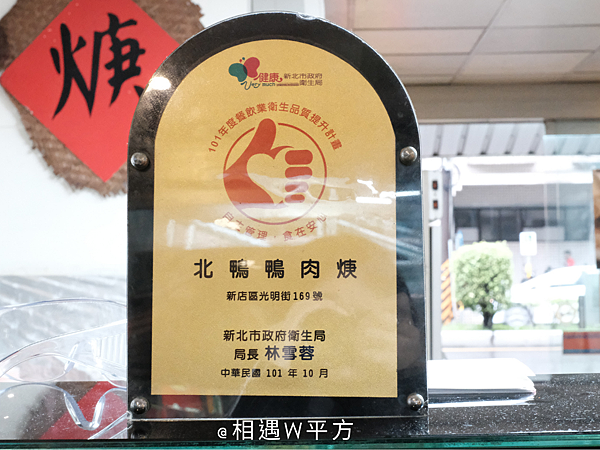 焿
健康
新北市政府
衛生局
101年度餐飲業衛生品質提升計畫
自主管理·食在安心
北鴨鴨肉焿
新店區光明街169號
新北市政府衛生局
局長 林雪蓉
中華民國 101 年 10 月
@相遇W平方